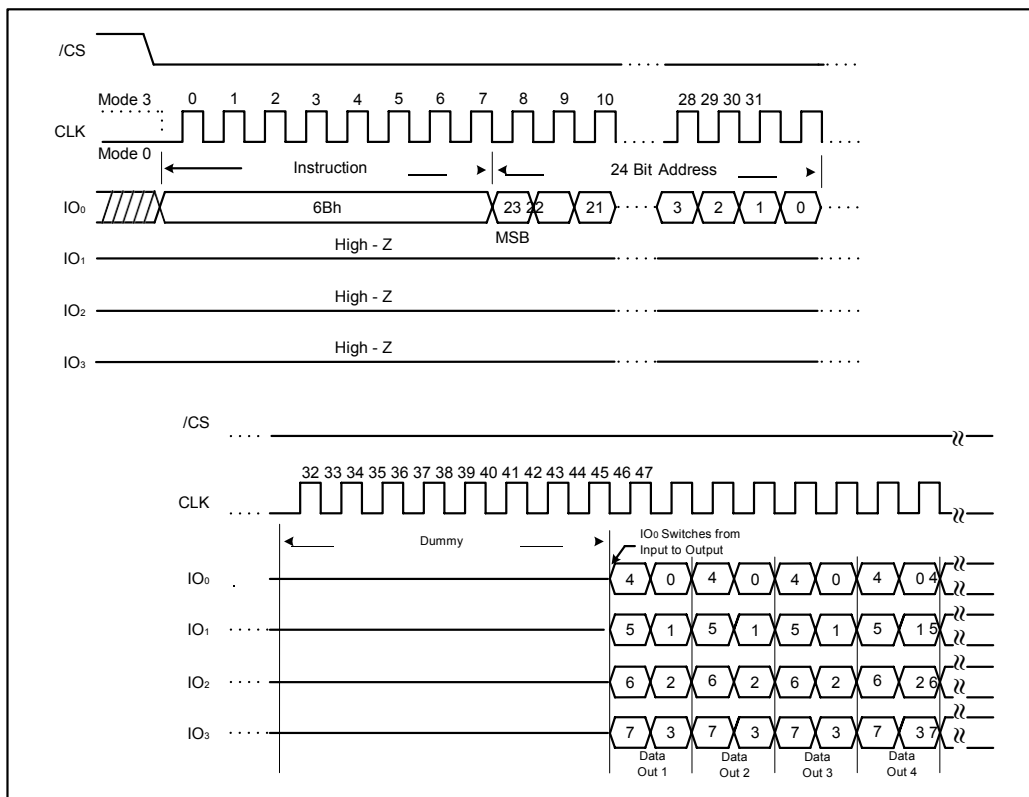 /CS
Mode 3 0 1 2 3 4 5 6 7 8 9 10 28 29 30 31
CLK
Mode 0
Instruction 24 Bit Address
IO0 6Bh 23 22 21 3 2 1 0
MSB
High - Z
IO1
High - Z
IO2
High - Z
IO3
/CS
32 33 34 35 36 37 38 39 40 41 42 43 44 45 46 47
CLK
Dummy
IO0 Switches from
Input to Output
IO0 4 0 4 0 4 0 4 0 4
IO1 5 1 5 1 5 1 5 1 5
IO2 6 2 6 2 6 2 6 2 6
IO3 7 3 7 3 7 3 7 3 7
Data Data Data Data
Out 1 Out 2 Out 3 Out 4